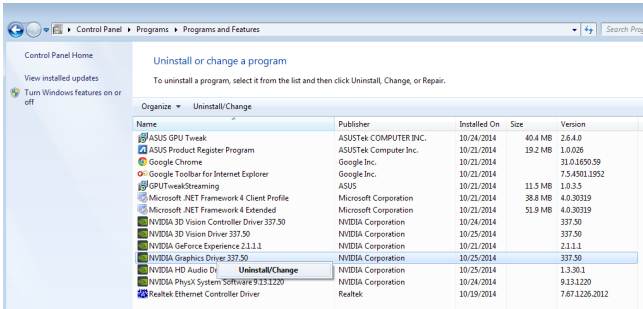 Control Panel ▸ Programs ▸ Programs and Features
Search Prog
Control Panel Home
View installed updates
Turn Windows features on or off
Uninstall or change a program
To uninstall a program, select it from the list and then click Uninstall, Change, or Repair.
Organize ▾ Uninstall/Change
Name Publisher Installed On Size Version
ASUS GPU Tweak ASUSTek COMPUTER INC. 10/24/2014 40.4 MB 2.6.4.0
ASUS Product Register Program ASUSTek Computer Inc. 10/21/2014 19.2 MB 1.0.026
Google Chrome Google Inc. 10/21/2014 31.0.1650.59
Google Toolbar for Internet Explorer Google Inc. 10/21/2014 7.5.4501.1952
GPUTweakStreaming ASUS 10/21/2014 11.5 MB 1.0.3.5
Microsoft .NET Framework 4 Client Profile Microsoft Corporation 10/21/2014 38.8 MB 4.0.30319
Microsoft .NET Framework 4 Extended Microsoft Corporation 10/21/2014 51.9 MB 4.0.30319
NVIDIA 3D Vision Controller Driver 337.50 NVIDIA Corporation 10/24/2014 337.50
NVIDIA 3D Vision Driver 337.50 NVIDIA Corporation 10/25/2014 337.50
NVIDIA GeForce Experience 2.1.1.1 NVIDIA Corporation 10/21/2014 2.1.1.1
NVIDIA Graphics Driver 337.50 NVIDIA Corporation 10/25/2014 337.50
NVIDIA HD Audio Dr Uninstall/Change NVIDIA Corporation 10/25/2014 1.3.30.1
NVIDIA PhysX System Software 9.13.1220 NVIDIA Corporation 10/24/2014 9.13.1220
Realtek Ethernet Controller Driver Realtek 10/19/2014 7.67.1226.2012